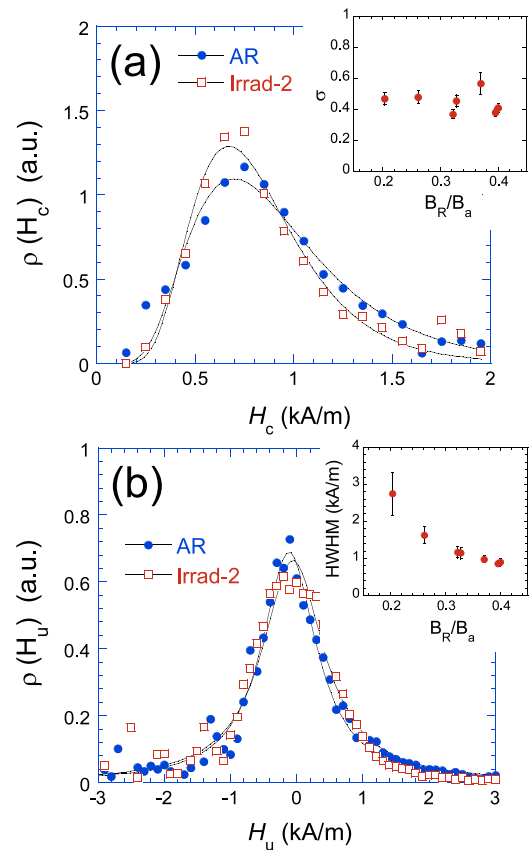 (a)
AR
Irrad-2
ρ (H_c) (a.u.)
2
1.5
1
0.5
0
0 0.5 1 1.5 2
H_c (kA/m)
σ
1
0.8
0.6
0.4
0.2
0
0.2 0.3 0.4
B_R/B_a
(b)
AR
Irrad-2
ρ (H_u) (a.u.)
1
0.8
0.6
0.4
0.2
0
-3 -2 -1 0 1 2 3
H_u (kA/m)
HWHM (kA/m)
4
3
2
1
0
0.2 0.3 0.4
B_R/B_a